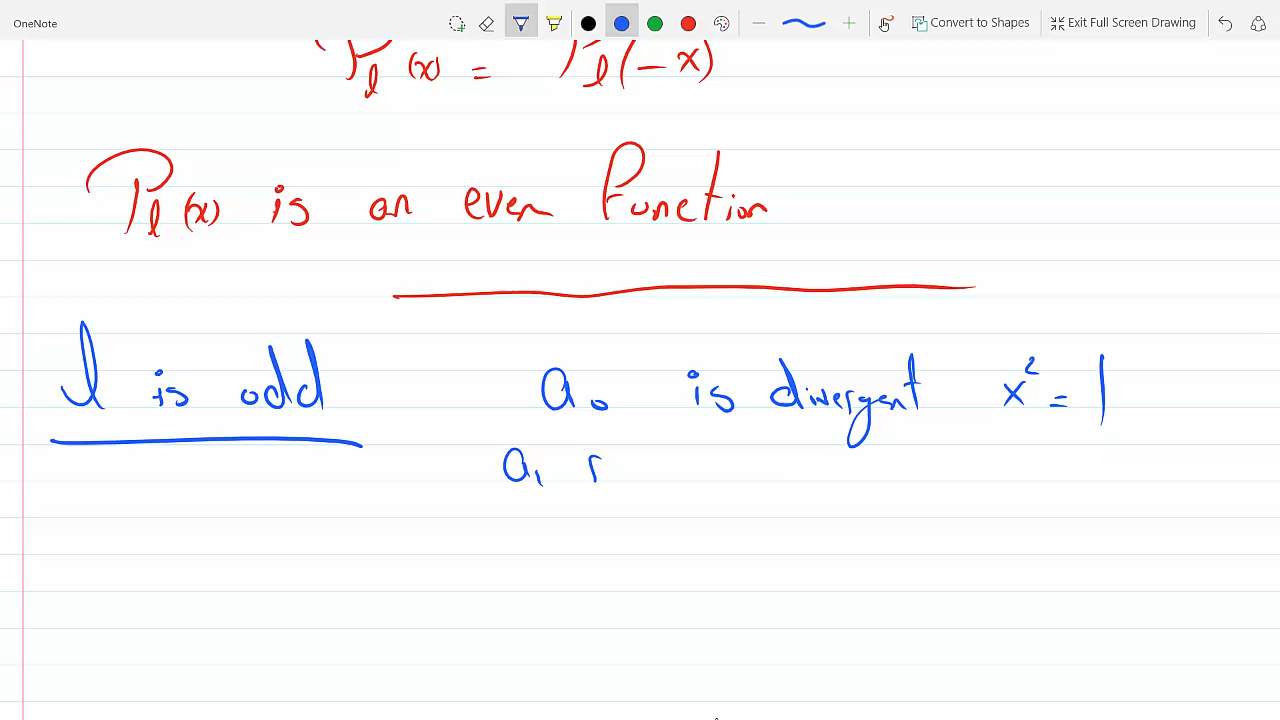 OneNote
Convert to Shapes
Exit Full Screen Drawing
Pl (x) = Pl (-x)
Pl (x) is an even function
l is odd a₀ is divergent x² = 1
a₁ r